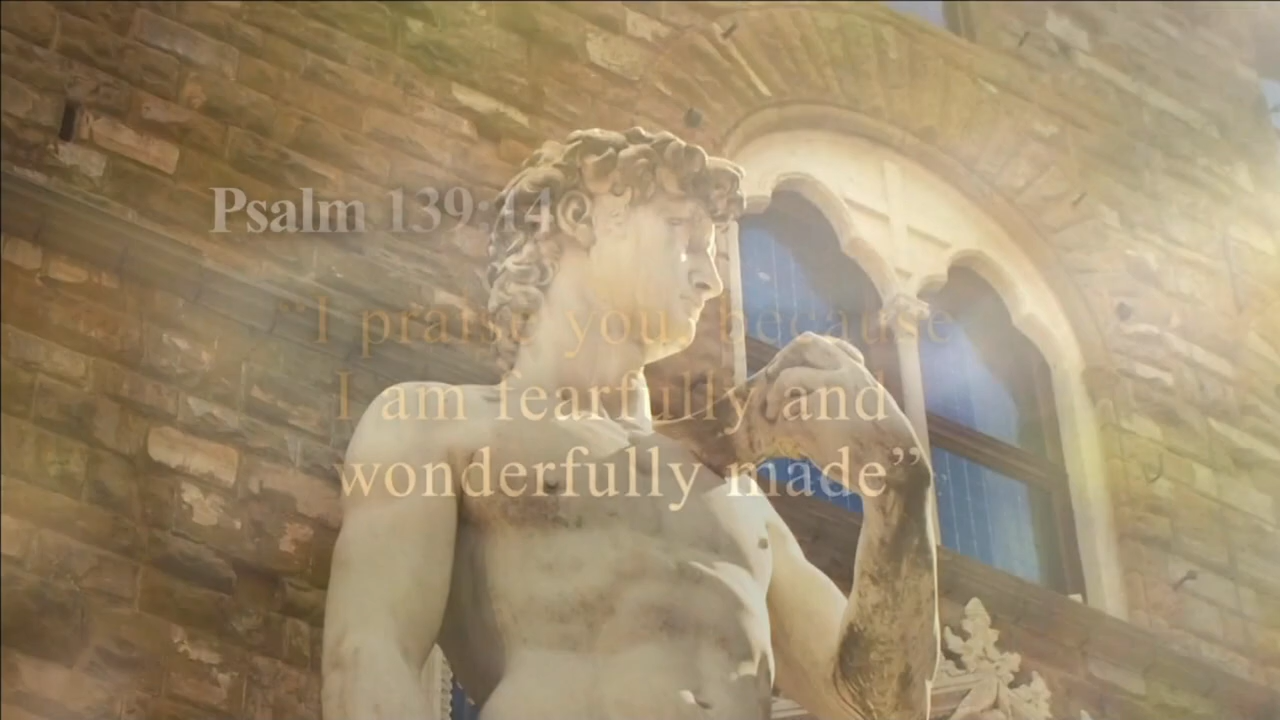 Psalm 139:14
“I praise you, because
I am fearfully and
wonderfully made”